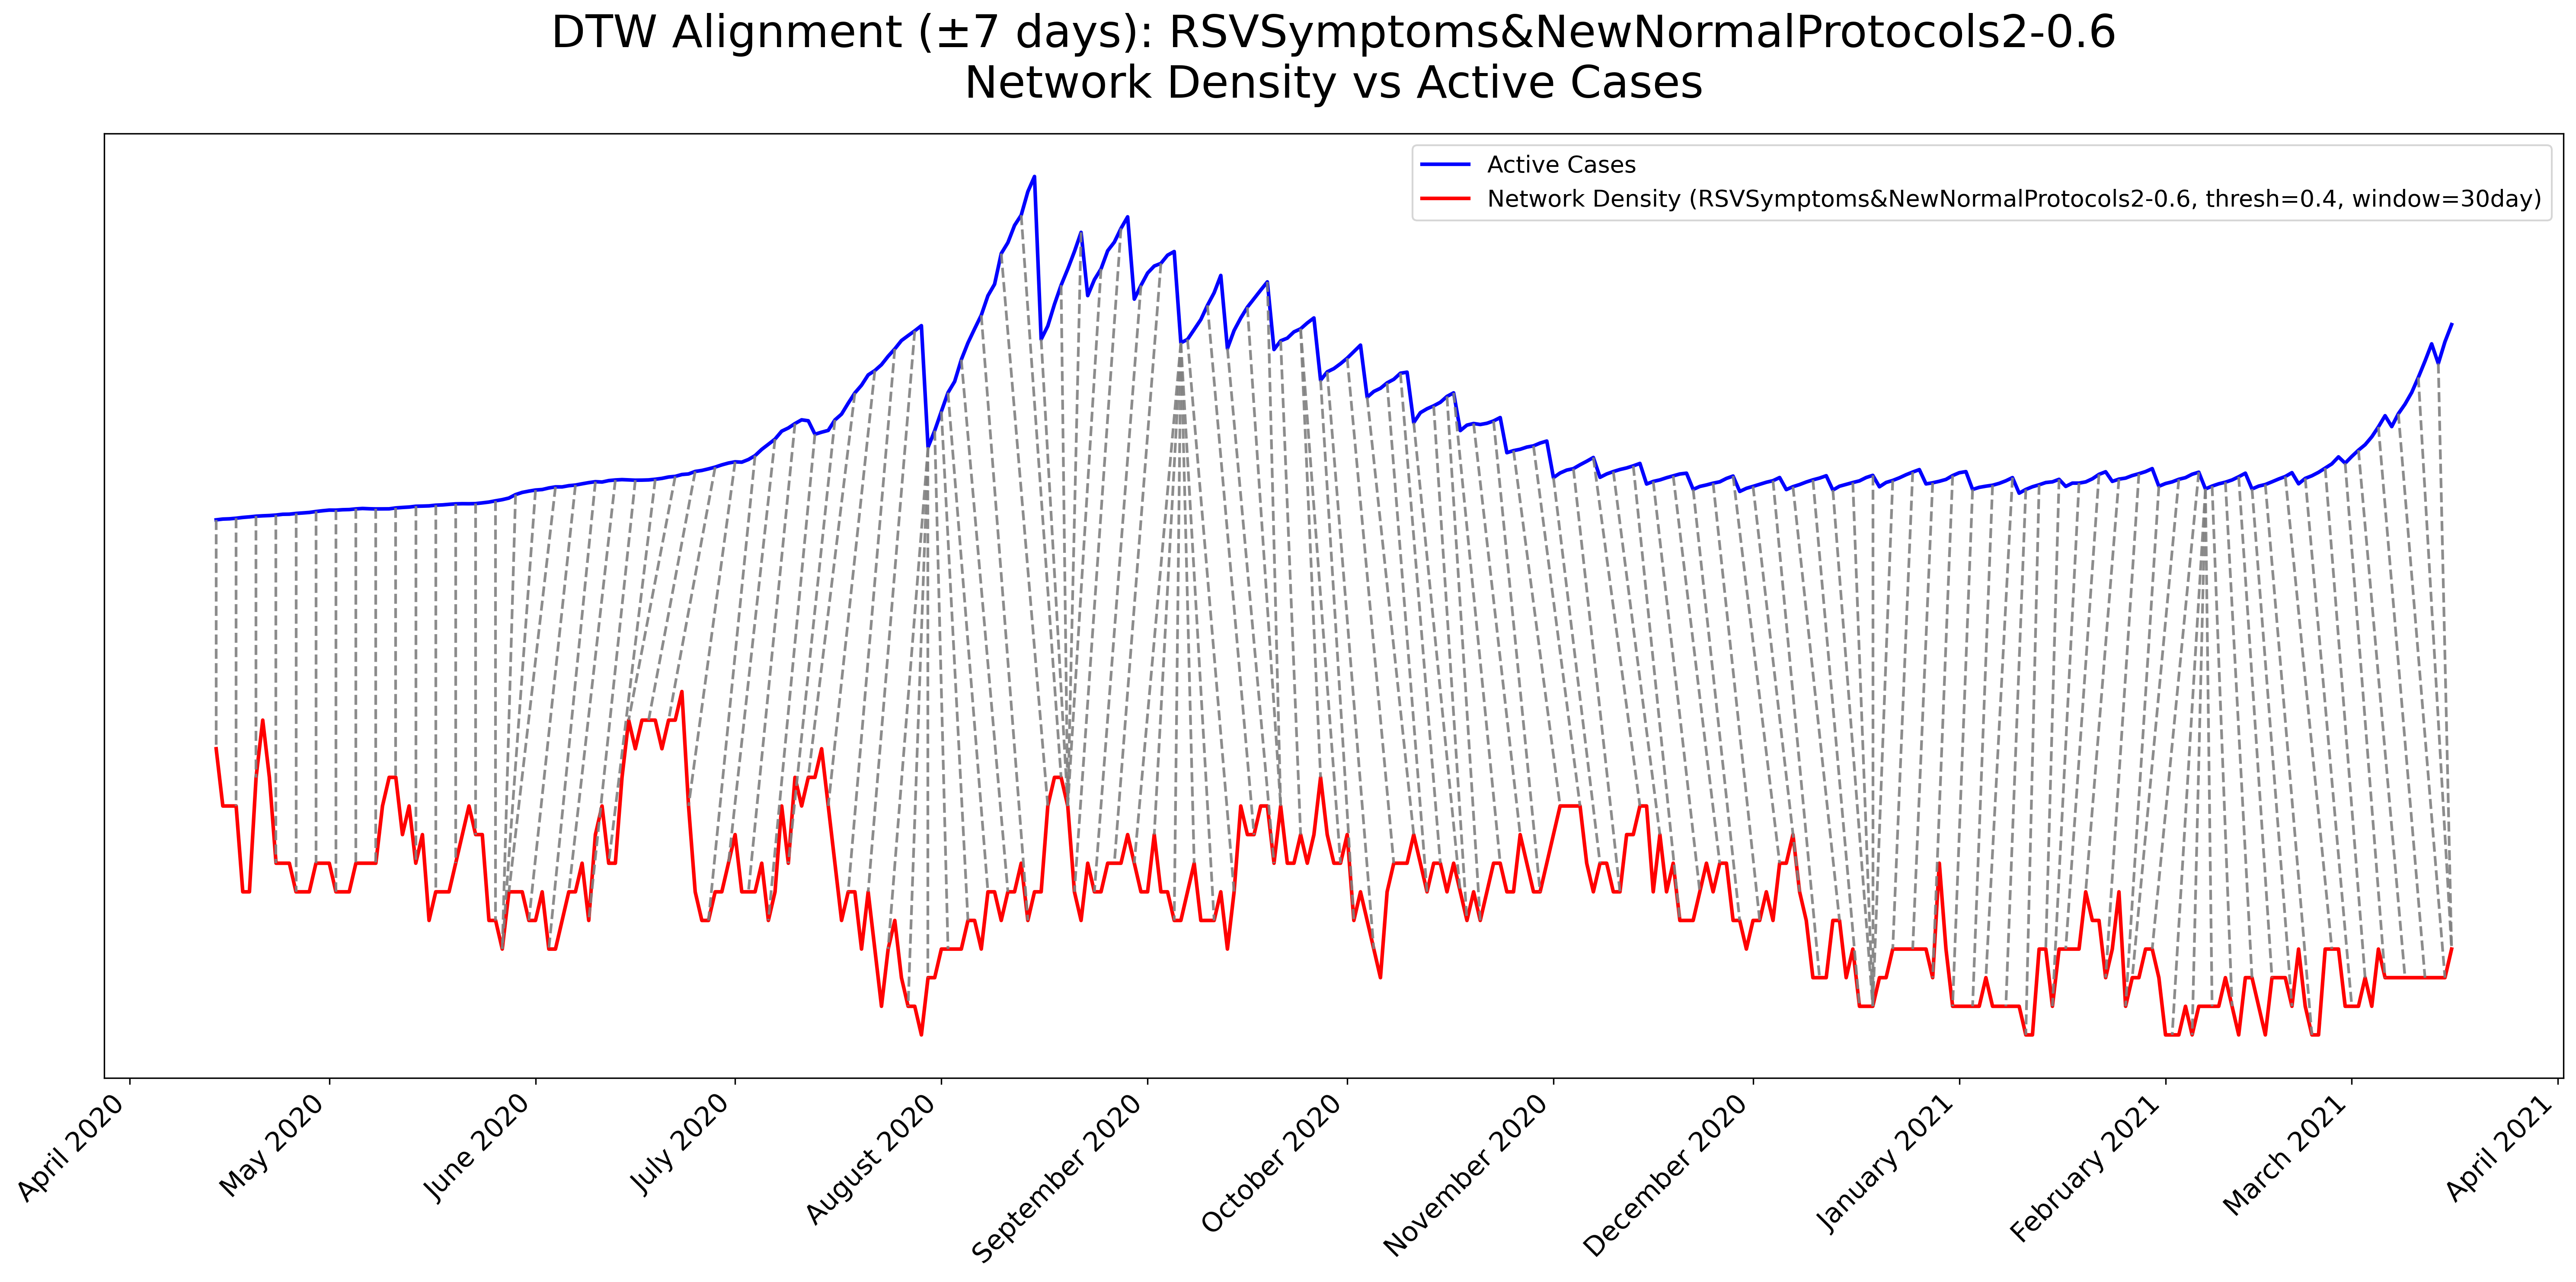 DTW Alignment (±7 days): RSVSymptoms&NewNormalProtocols2-0.6
Network Density vs Active Cases
Active Cases
Network Density (RSVSymptoms&NewNormalProtocols2-0.6, thresh=0.4, window=30day)
April 2020
May 2020
June 2020
July 2020
August 2020
September 2020
October 2020
November 2020
December 2020
January 2021
February 2021
March 2021
April 2021